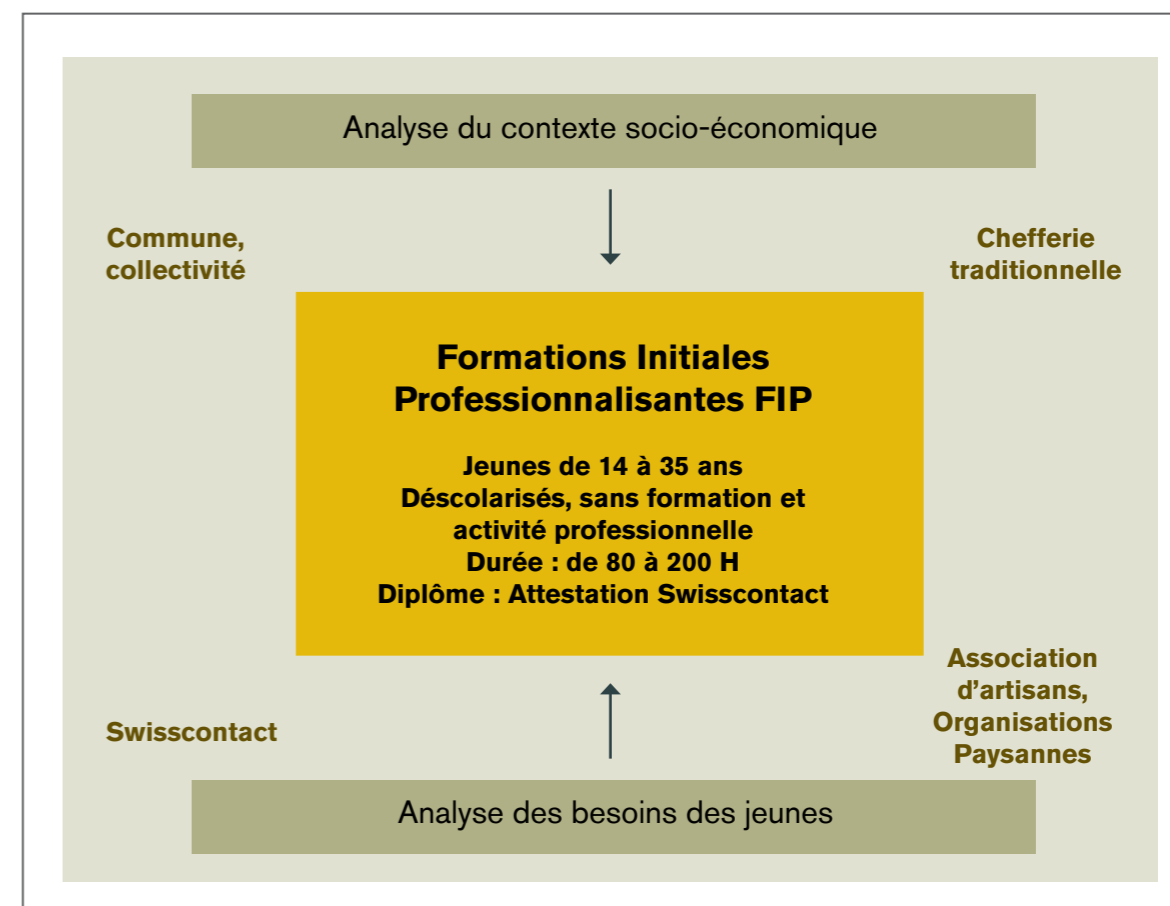 Analyse du contexte socio-économique
Commune,
collectivité
Chefferie
traditionnelle
Formations Initiales
Professionnalisantes FIP
Jeunes de 14 à 35 ans
Déscolarisés, sans formation et
activité professionnelle
Durée : de 80 à 200 H
Diplôme : Attestation Swisscontact
Swisscontact
Association
d’artisans,
Organisations
Paysannes
Analyse des besoins des jeunes